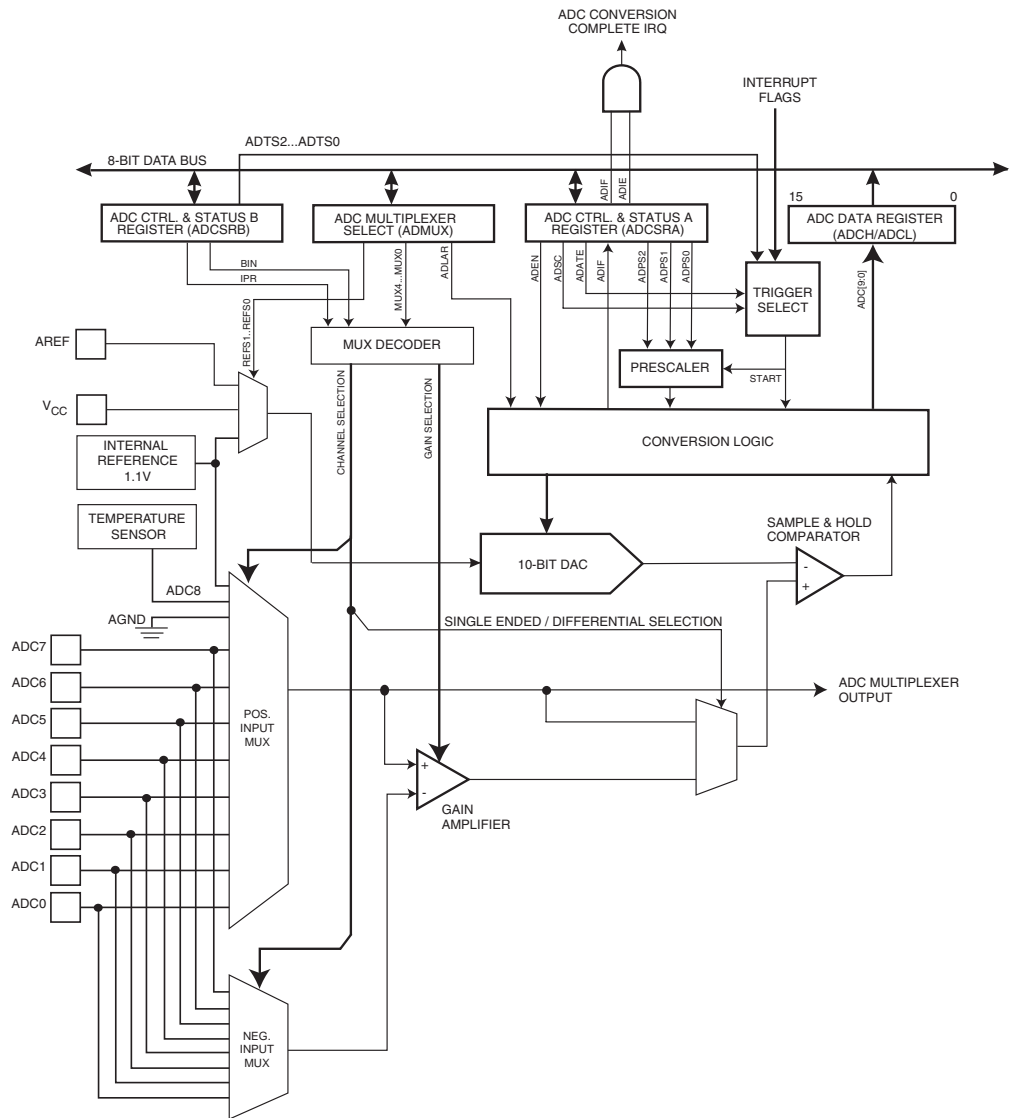 ADC CONVERSION
COMPLETE IRQ
INTERRUPT
FLAGS
ADTS2...ADTS0
8-BIT DATA BUS
ADIF
ADIE
15
0
ADC CTRL. & STATUS B
REGISTER (ADCSRB)
ADC MULTIPLEXER
SELECT (ADMUX)
ADC CTRL. & STATUS A
REGISTER (ADCSRA)
ADC DATA REGISTER
(ADCH/ADCL)
BIN
IPR
REFS1..REFS0
MUX4...MUX0
ADLAR
ADEN
ADSC
ADATE
ADIF
ADPS2
ADPS1
ADPS0
TRIGGER
SELECT
ADC[9:0]
MUX DECODER
AREF
PRESCALER
START
CHANNEL SELECTION
GAIN SELECTION
VCC
INTERNAL
REFERENCE
1.1V
CONVERSION LOGIC
TEMPERATURE
SENSOR
SAMPLE & HOLD
COMPARATOR
10-BIT DAC
-
+
ADC8
AGND
SINGLE ENDED / DIFFERENTIAL SELECTION
ADC7
ADC6
ADC MULTIPLEXER
OUTPUT
ADC5
POS.
INPUT
MUX
ADC4
+
-
ADC3
GAIN
AMPLIFIER
ADC2
ADC1
ADC0
NEG.
INPUT
MUX